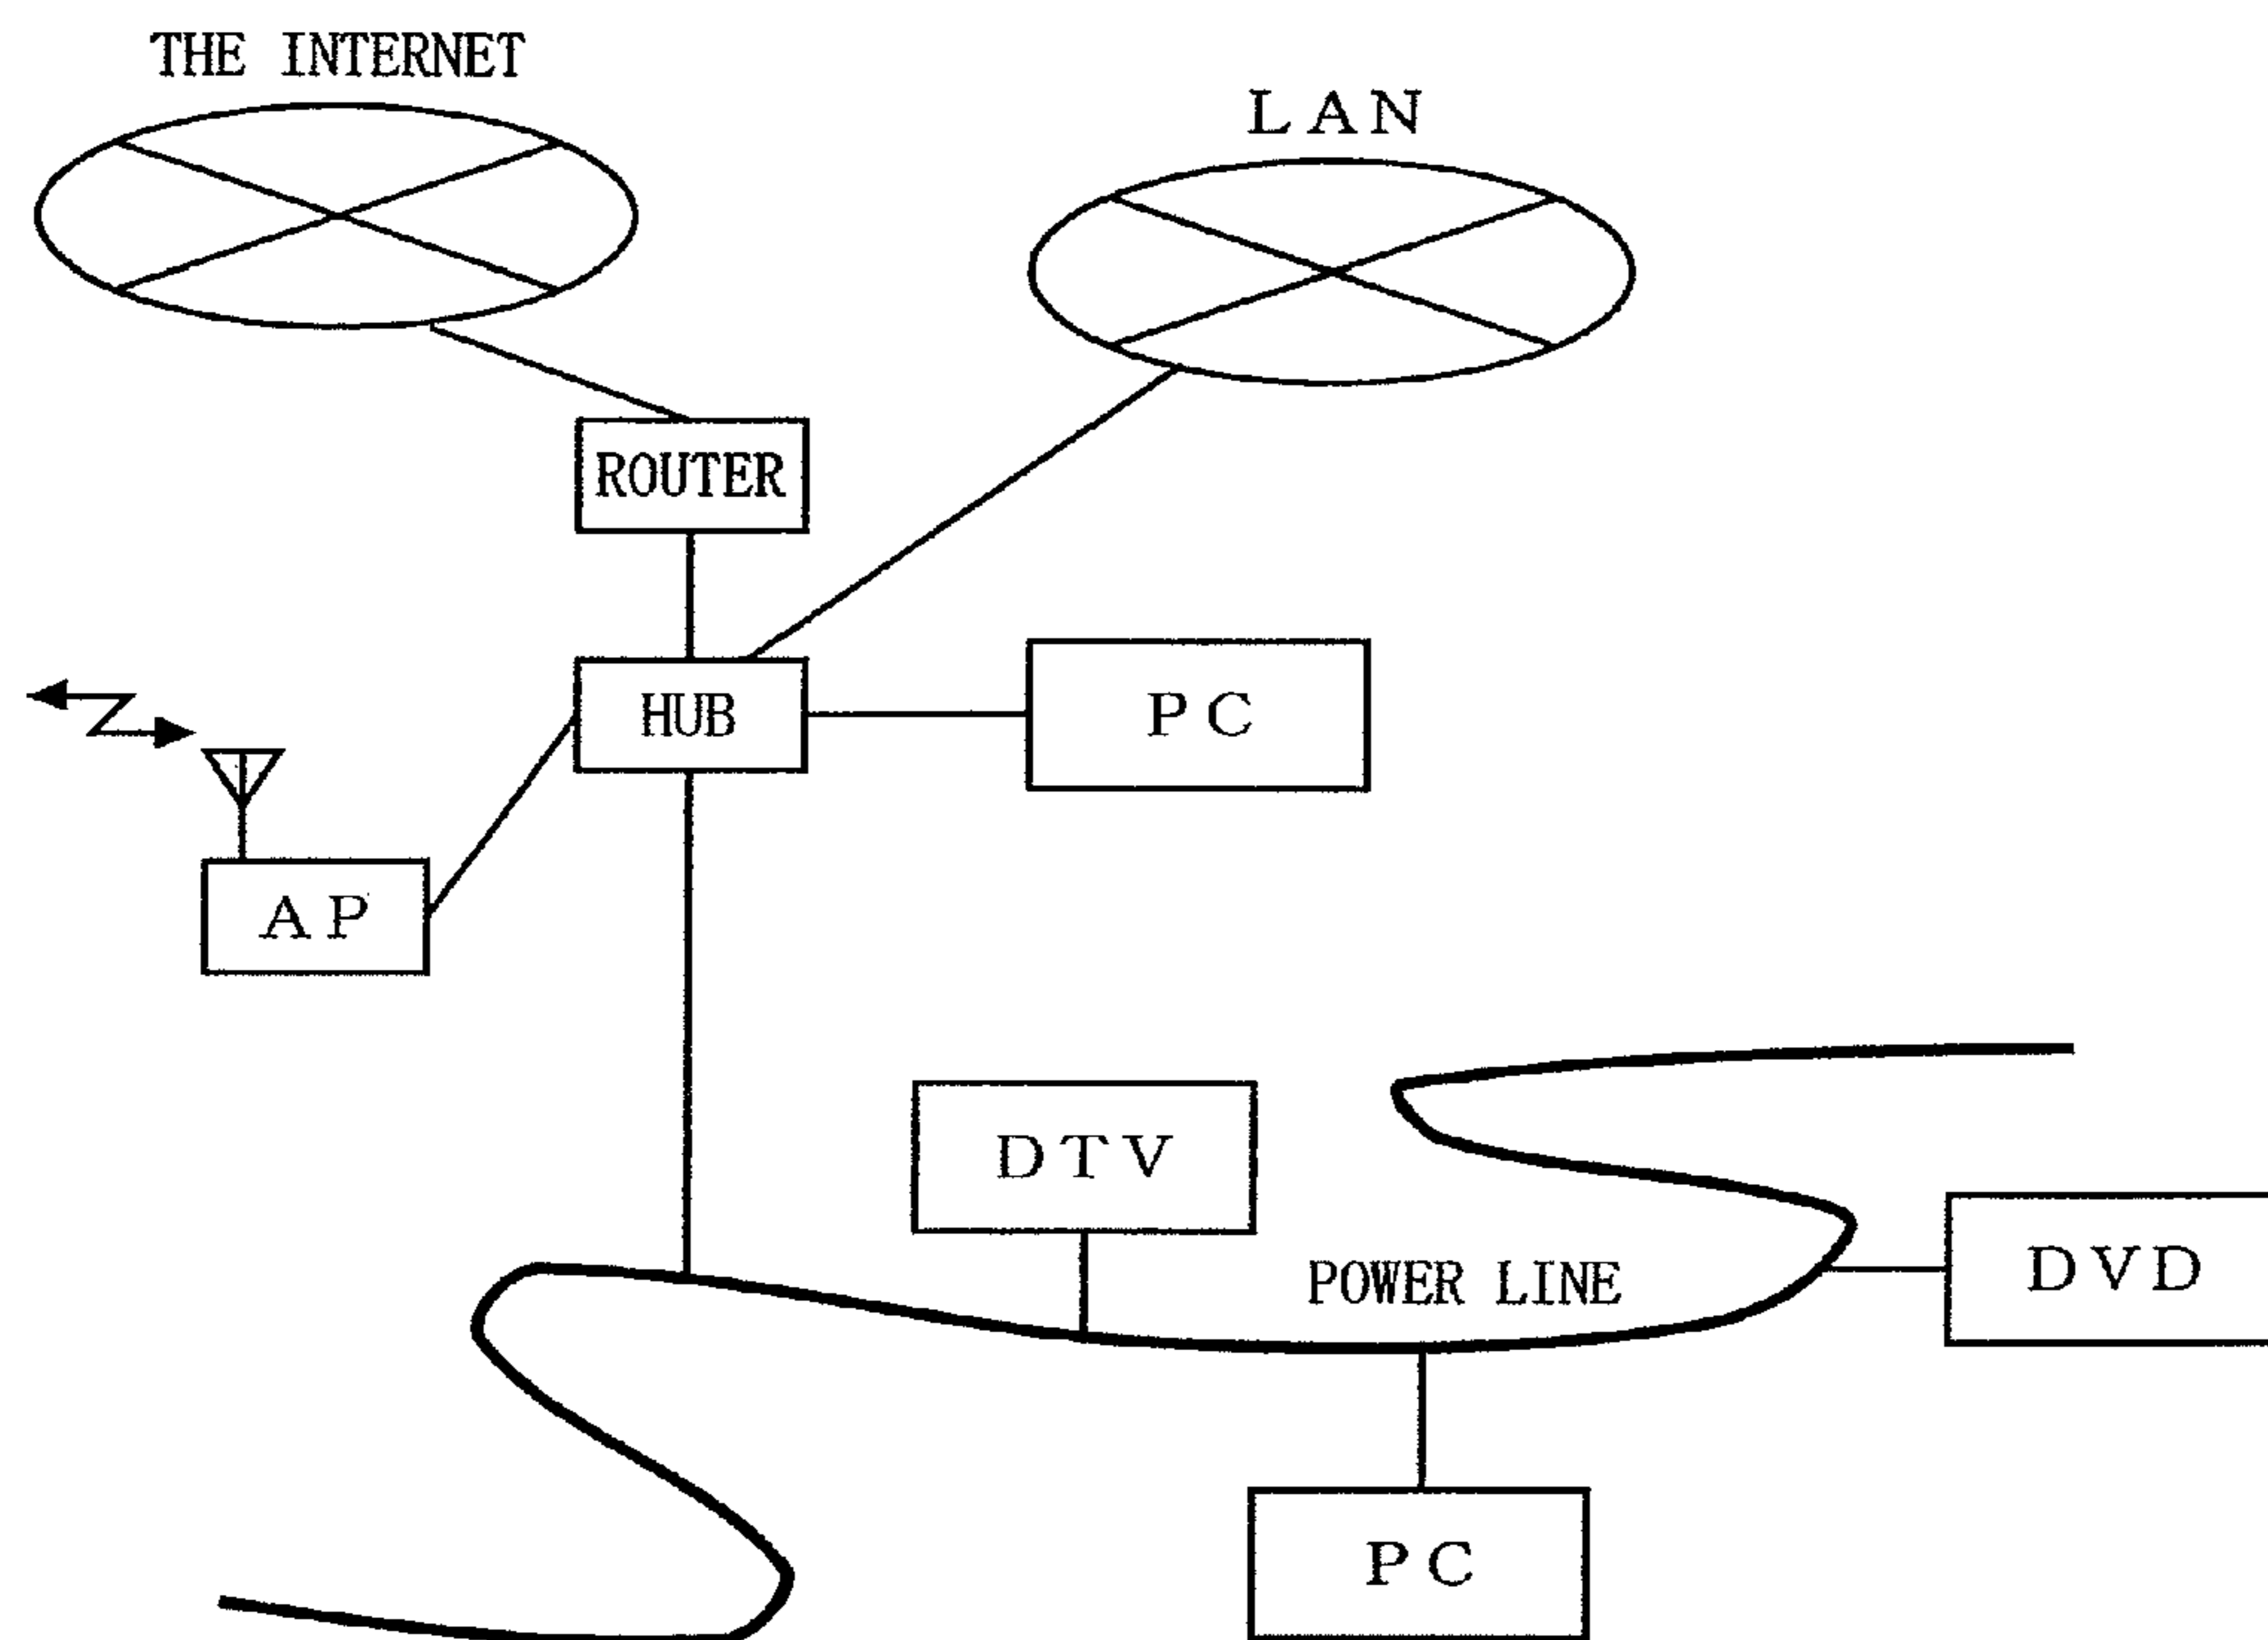 THE INTERNET
LAN
ROUTER
HUB
PC
AP
DTV
POWER LINE
DVD
PC